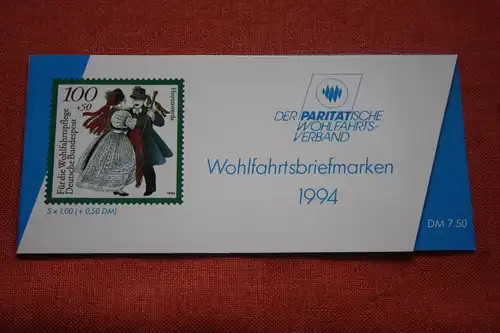 100
+50
Für die Wohlfahrtspflege
Deutsche Bundespost
Hoyerswerda
1994
5 x 1,00 (+ 0,50 DM)
DER PARITÄTISCHE
WOHLFAHRTS-
VERBAND
Wohlfahrtsbriefmarken
1994
DM 7.50